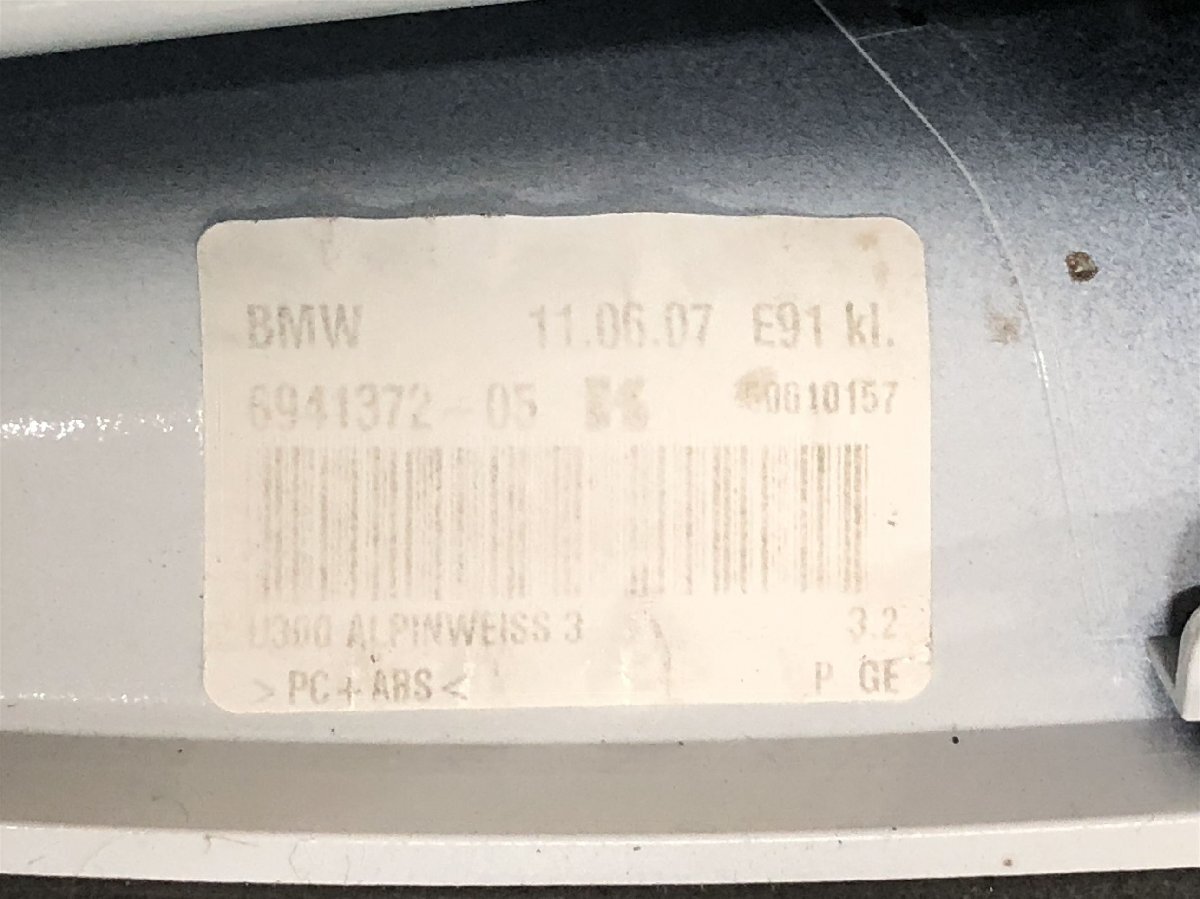 BMW 11.06.07 E91 kl.
6941372-05 0610157
U300 ALPINWEISS 3 3.2
>PC+ABS< P GE